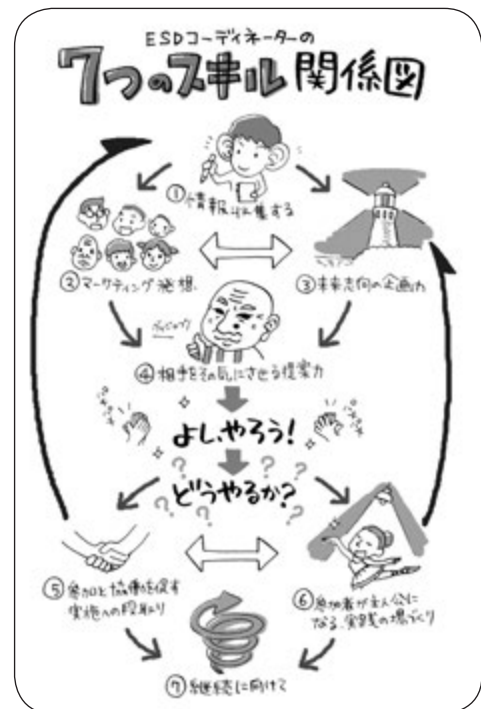 ESDコーディネーターの
7つのスキル関係図
①情報収集する
②マーケティング発想
③未来志向の企画力
④相手をその気にさせる提案力
よし、やろう!
どうやるか?
⑤参加と協働を促す
実施への段取り
⑥参加者が主人公に
なる、実践の場づくり
⑦継続に向けて